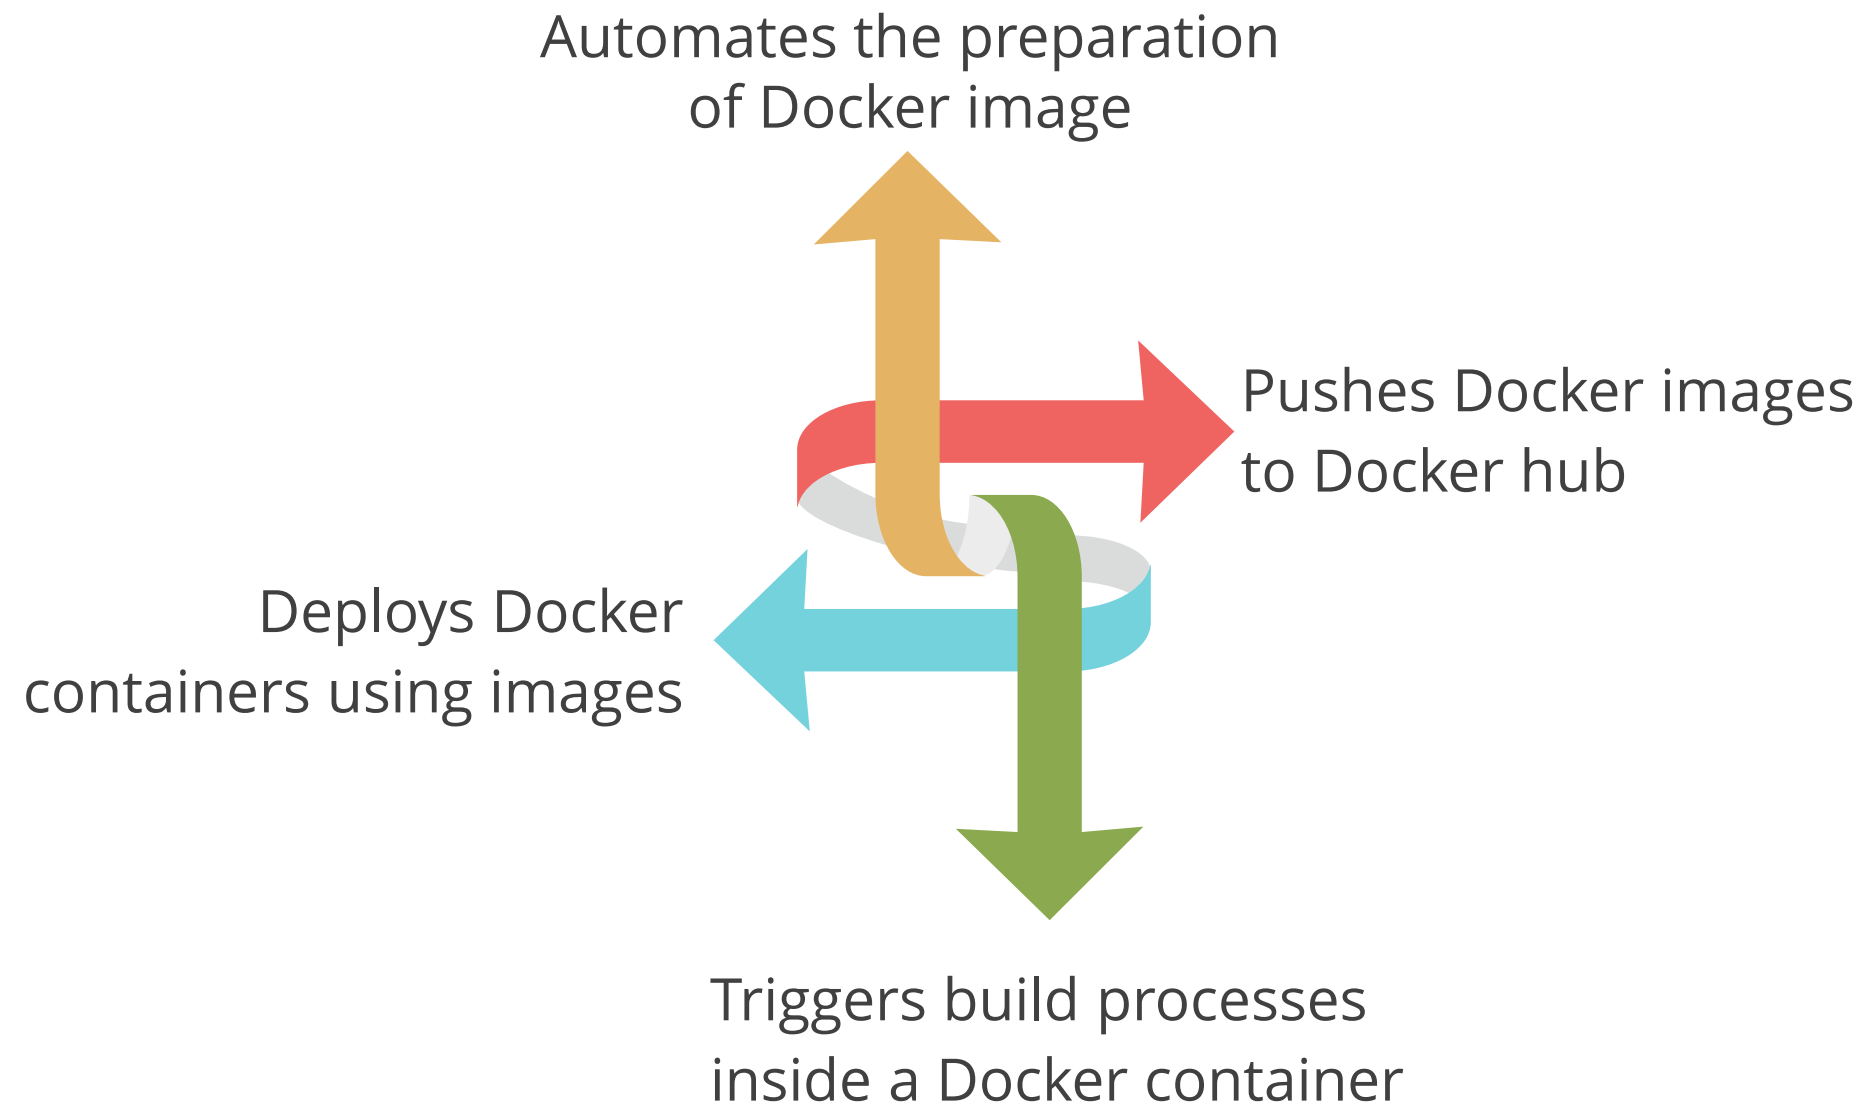 Automates the preparation
of Docker image
Pushes Docker images
to Docker hub
Deploys Docker
containers using images
Triggers build processes
inside a Docker container